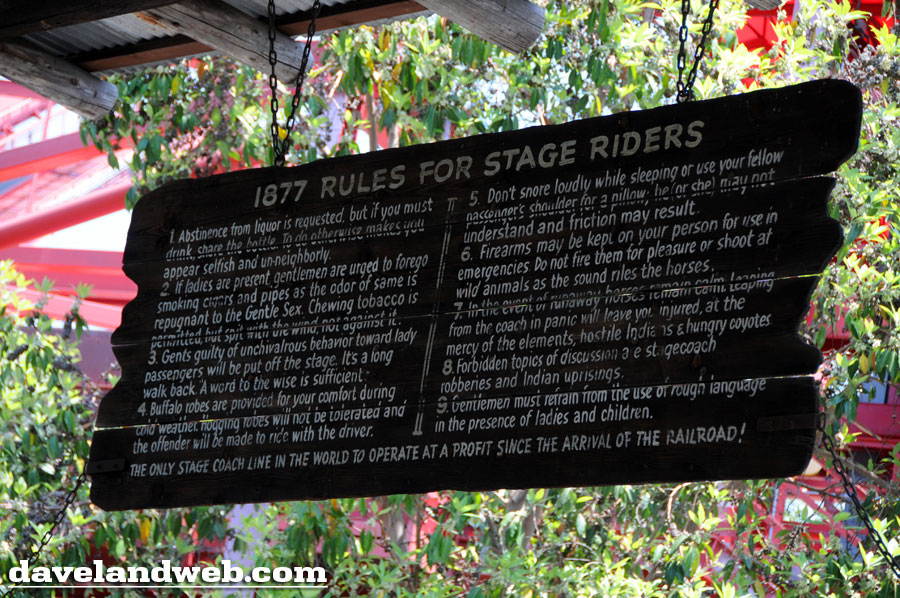 1877 RULES FOR STAGE RIDERS
1. Abstinence from liquor is requested, but if you must
drink, share the bottle. To do otherwise makes you
appear selfish and un-neighborly.
2. If ladies are present, gentlemen are urged to forego
smoking cigars and pipes as the odor of same is
repugnant to the Gentle Sex. Chewing tobacco is
permitted, but spit with the wind, not against it.
3. Gents guilty of unchivalrous behavior toward lady
passengers will be put off the stage. It's a long
walk back. A word to the wise is sufficient.
4. Buffalo robes are provided for your comfort during
cold weather. Hogging robes will not be tolerated and
the offender will be made to ride with the driver.
5. Don't snore loudly while sleeping or use your fellow
passenger's shoulder for a pillow; he (or she) may not
understand and friction may result.
6. Firearms may be kept on your person for use in
emergencies. Do not fire them for pleasure or shoot at
wild animals as the sound riles the horses.
7. In the event of runaway horses remain calm. Leaping
from the coach in panic will leave you injured, at the
mercy of the elements, hostile Indians & hungry coyotes
8. Forbidden topics of discussion are stagecoach
robberies and Indian uprisings.
9. Gentlemen must refrain from the use of rough language
in the presence of ladies and children.
THE ONLY STAGE COACH LINE IN THE WORLD TO OPERATE AT A PROFIT SINCE THE ARRIVAL OF THE RAILROAD!
davelandweb.com